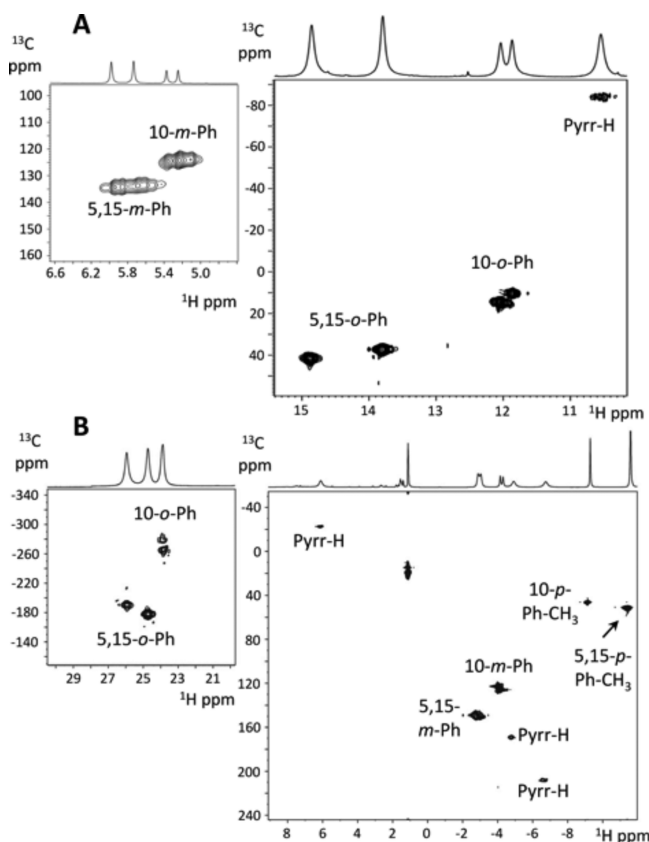 A
13C
ppm
10-m-Ph
5,15-m-Ph
100
110
120
130
140
150
160
6.6 6.2 5.8 5.4 5.0
1H ppm
13C
ppm
Pyrr-H
10-o-Ph
5,15-o-Ph
-80
-60
-40
-20
0
20
40
15 14 13 12 11
1H ppm
B
13C
ppm
10-o-Ph
5,15-o-Ph
-340
-300
-260
-220
-180
-140
29 27 25 23 21
1H ppm
13C
ppm
Pyrr-H
10-p-
Ph-CH3
5,15-p-
Ph-CH3
10-m-Ph
5,15-
m-Ph
Pyrr-H
Pyrr-H
-40
0
40
80
120
160
200
240
8 6 4 2 0 -2 -4 -6 -8 1H ppm